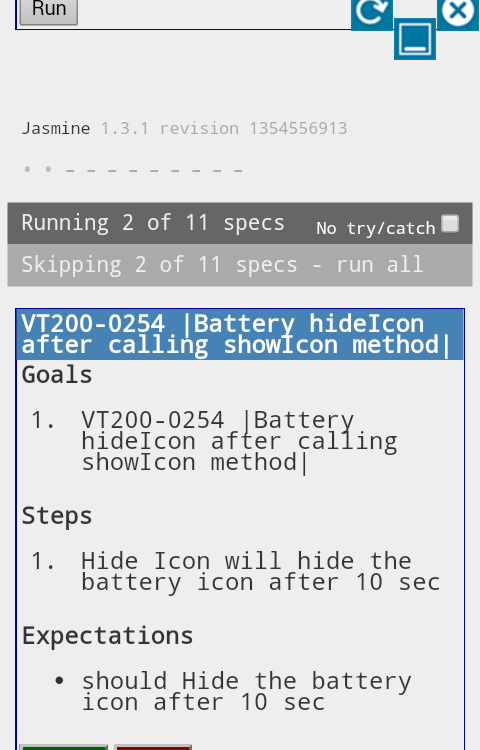 Run
Jasmine 1.3.1 revision 1354556913
• • - - - - - - - - -
Running 2 of 11 specs No try/catch
Skipping 2 of 11 specs - run all
VT200-0254 |Battery hideIcon
after calling showIcon method|
Goals
1. VT200-0254 |Battery
hideIcon after calling
showIcon method|
Steps
1. Hide Icon will hide the
battery icon after 10 sec
Expectations
• should Hide the battery
icon after 10 sec